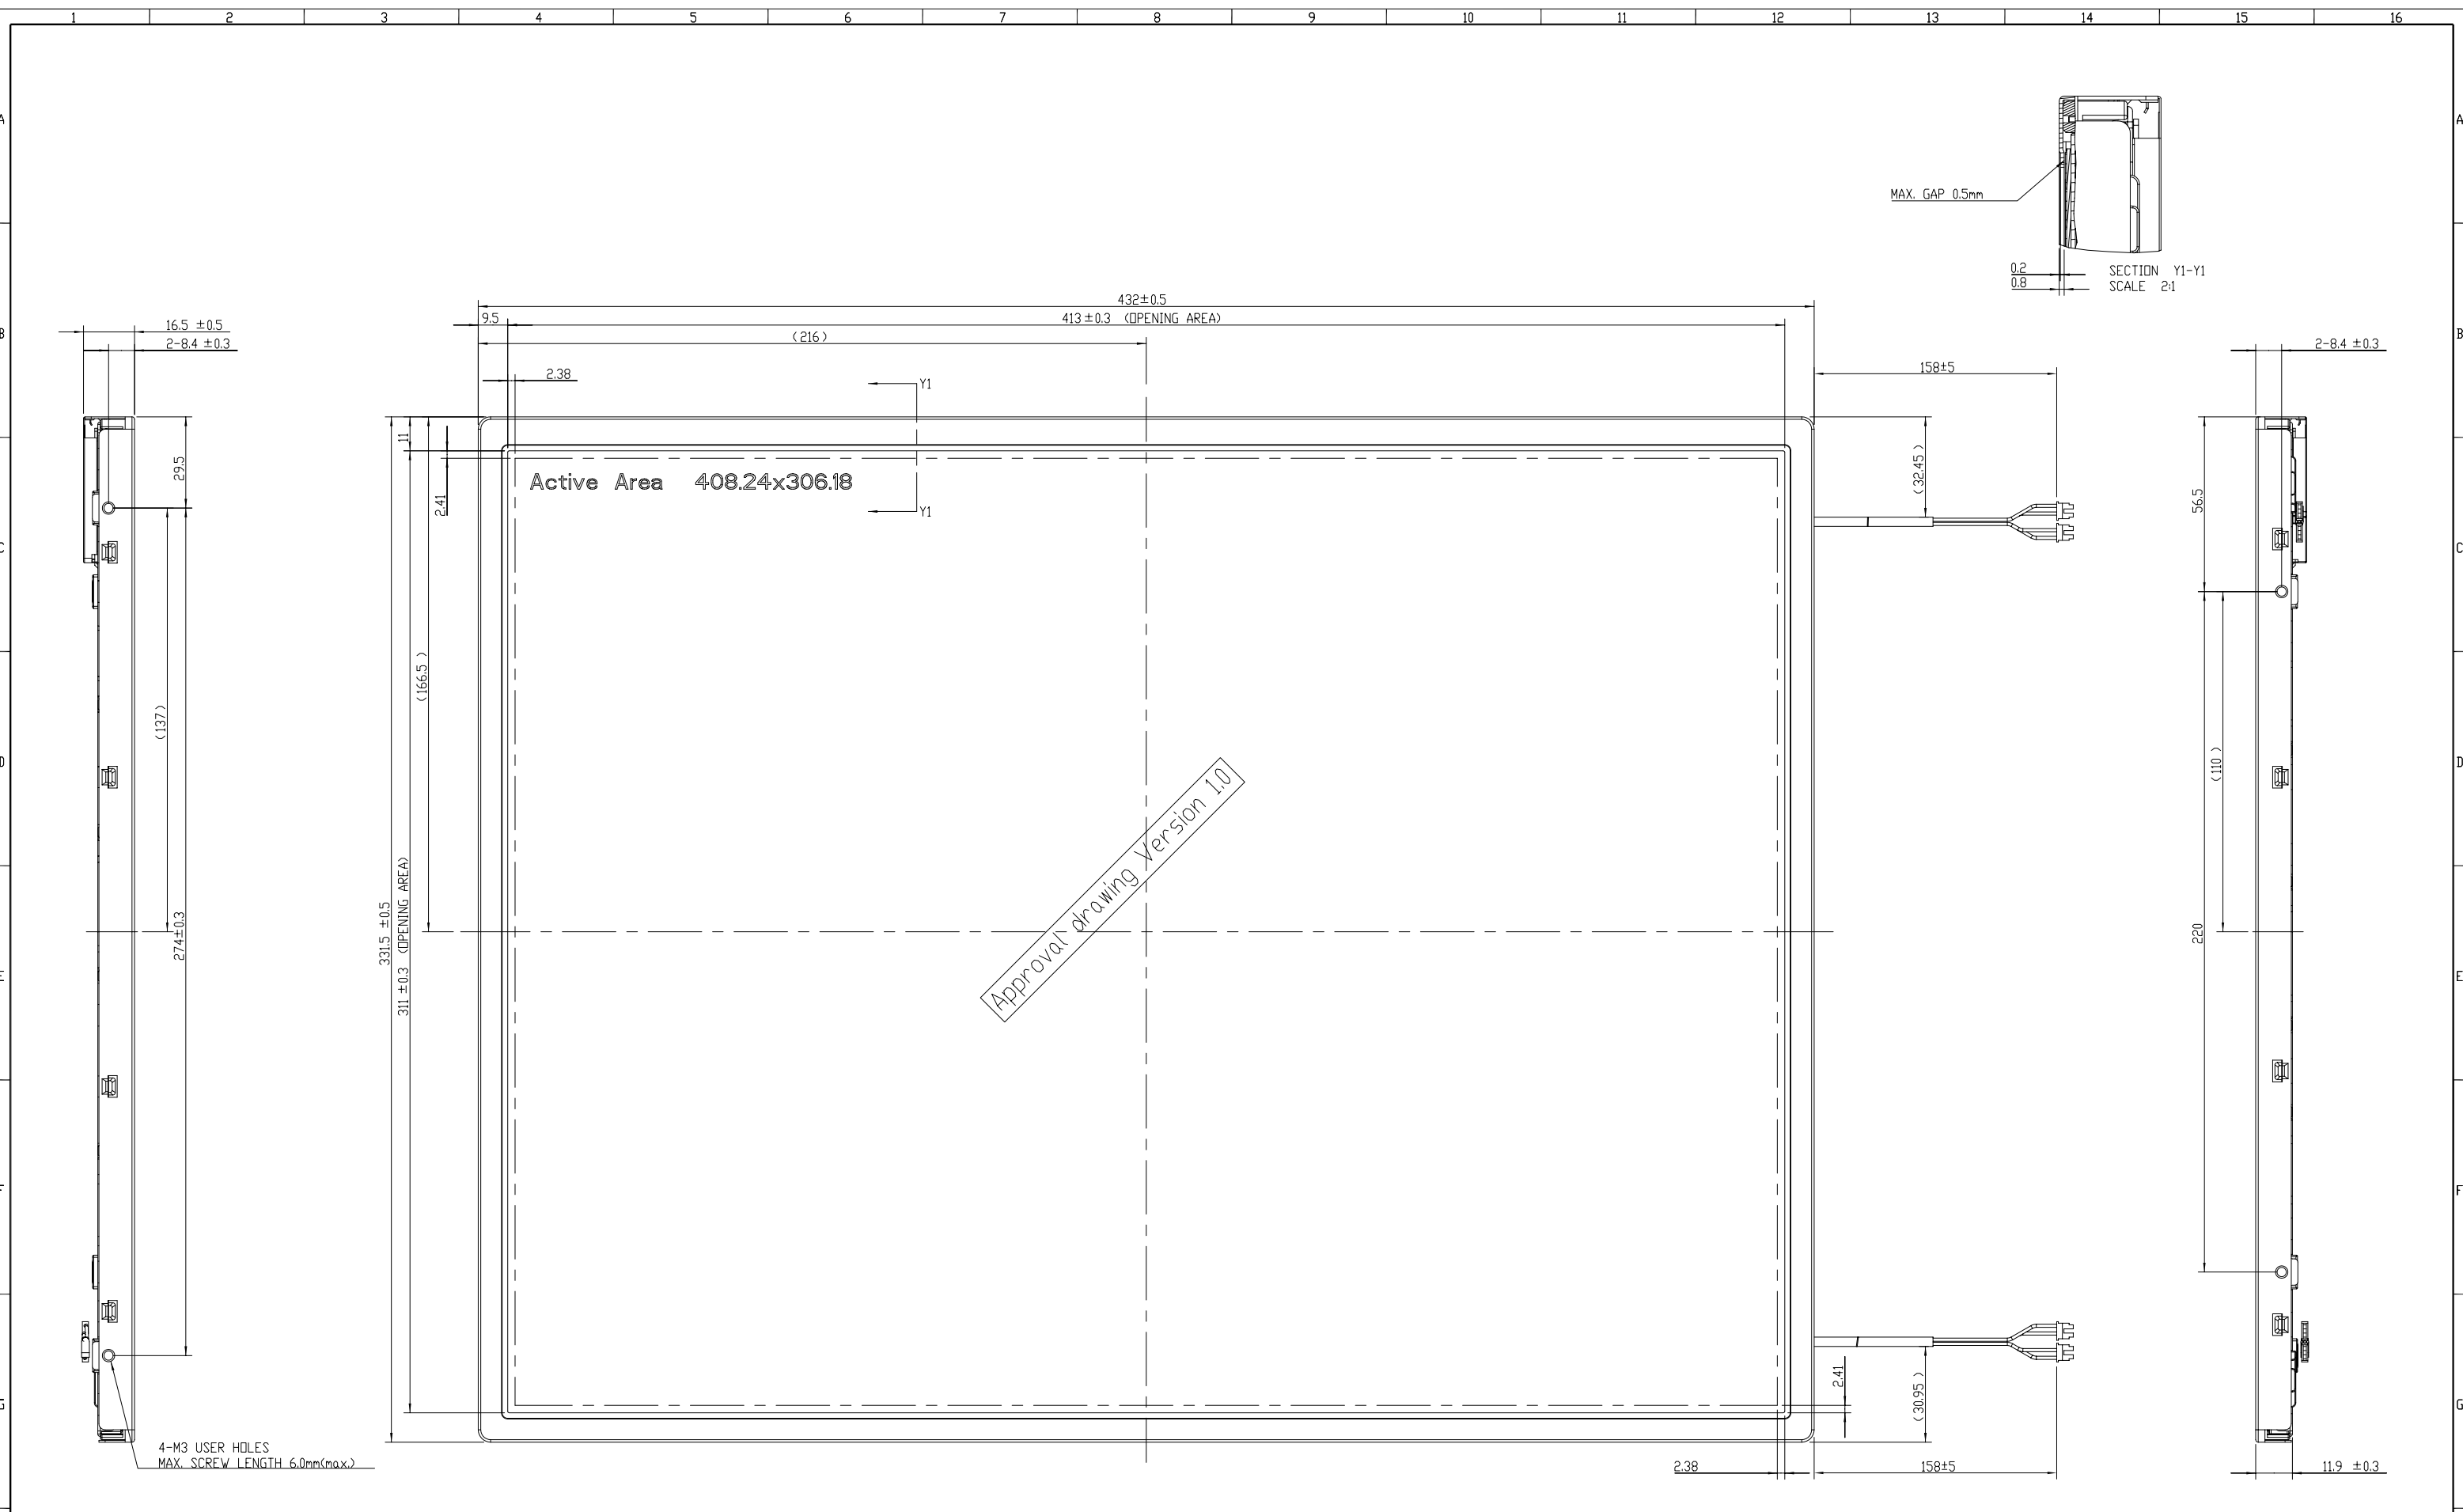 1 2 3 4 5 6 7 8 9 10 11 12 13 14 15 16
A
A
MAX. GAP 0.5mm
0.2
0.8
SECTION Y1-Y1
SCALE 2:1
B
B
432±0.5
9.5
413±0.3 (OPENING AREA)
(216)
16.5 ±0.5
2-8.4 ±0.3
2-8.4 ±0.3
2.38
Y1
158±5
11
29.5
2.41
Active Area 408.24x306.18
Y1
(32.45)
56.5
C
C
(166.5)
(137)
(110)
D
D
Approval drawing Version 1.0
274±0.3
331.5 ±0.5
311 ±0.3 (OPENING AREA)
220
E
E
F
F
2.41
(30.95)
G
G
4-M3 USER HOLES
MAX. SCREW LENGTH 6.0mm(max.)
2.38
158±5
11.9 ±0.3